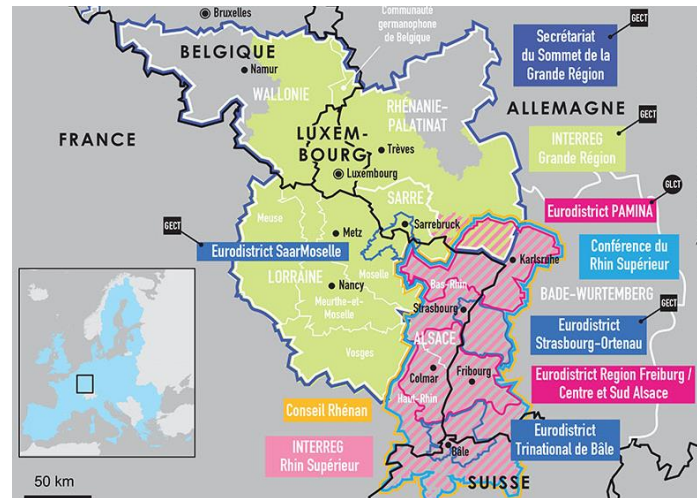 Bruxelles
BELGIQUE
Namur
WALLONIE
Communauté
germanophone
de Belgique
GECT
Secrétariat
du Sommet de la
Grande Région
RHÉNANIE-
PALATINAT
ALLEMAGNE
FRANCE
LUXEM-
BOURG
Trèves
Luxembourg
GECT
INTERREG
Grande Région
SARRE
GLCT
Eurodistrict PAMINA
Meuse
Metz
Sarrebruck
GECT
Eurodistrict SaarMoselle
Conférence du
Rhin Supérieur
Karlsruhe
LORRAINE
Moselle
Nancy
Bas-Rhin
BADE-WURTEMBERG
GECT
Meurthe-et-
Moselle
Strasbourg
Eurodistrict
Strasbourg-Ortenau
Vosges
ALSACE
Colmar
Fribourg
Eurodistrict Region Freiburg /
Centre et Sud Alsace
Haut-Rhin
Conseil Rhénan
Eurodistrict
Trinational de Bâle
INTERREG
Rhin Supérieur
Bâle
SUISSE
50 km